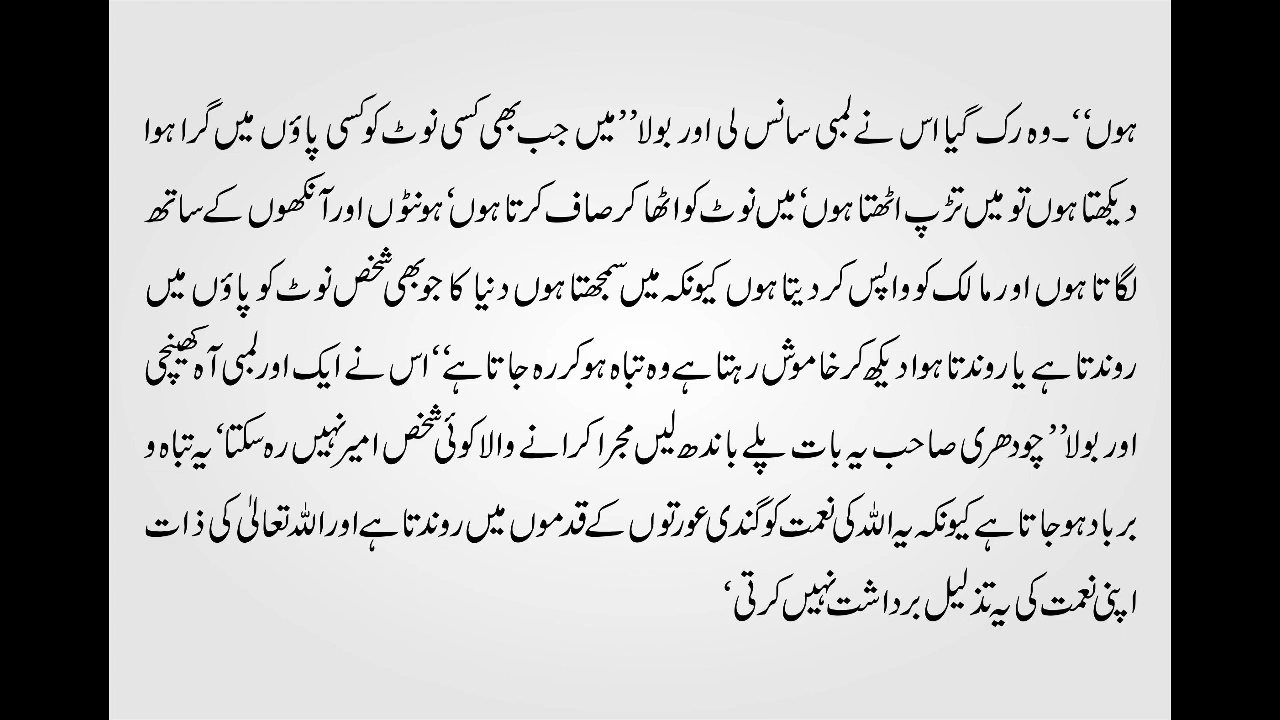 ہوں‘‘۔وہ رک گیا اس نے لمبی سانس لی اور بولا’’میں جب بھی کسی نوٹ کو کسی پاؤں میں گرا ہوا
دیکھتا ہوں تو میں تڑپ اٹھتا ہوں‘ میں نوٹ کو اٹھا کر صاف کرتا ہوں‘ ہونٹوں اور آنکھوں کے ساتھ
لگاتا ہوں اور مالک کو واپس کر دیتا ہوں کیونکہ میں سمجھتا ہوں دنیا کا جو بھی شخص نوٹ کو پاؤں میں
روندتا ہے یا روندتا ہوا دیکھ کر خاموش رہتا ہے وہ تباہ ہو کر رہ جاتا ہے‘‘اس نے ایک اور لمبی آہ کھینچی
اور بولا’’ چودھری صاحب یہ بات پلے باندھ لیں مجرا کرانے والا کوئی شخص امیر نہیں رہ سکتا‘ یہ تباہ و
برباد ہو جاتا ہے کیونکہ یہ اللہ کی نعمت کو گندی عورتوں کے قدموں میں روندتا ہے اور اللہ تعالیٰ کی ذات
اپنی نعمت کی یہ تذلیل برداشت نہیں کرتی‘